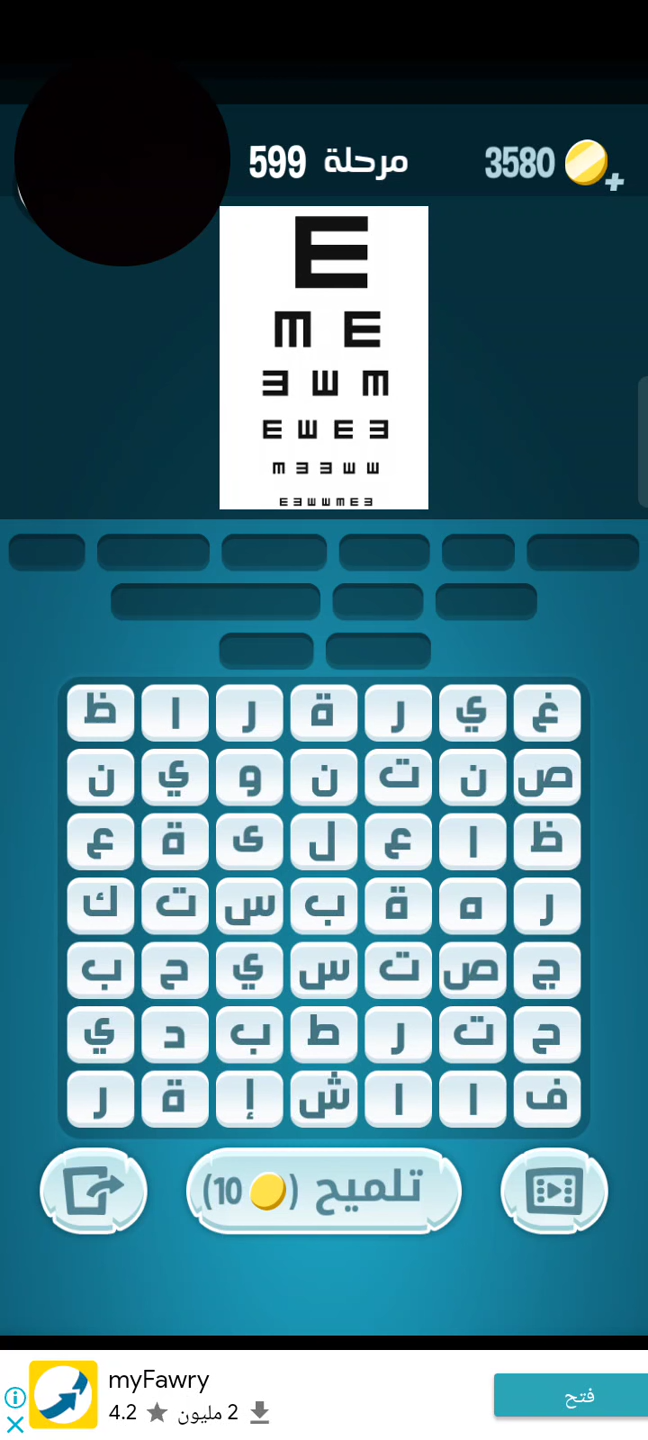 مرحلة 599
3580
E
m E
Ǝ Ш m
E Ш E Ǝ
m Ǝ Ǝ Ш Ш
E Ǝ Ш Ш m E Ǝ
غ ي ر ة ر ا ظ
ص ن ت ن و ي ن
ظ ا ع ل ى ة ع
ر ه ة ب س ت ك
ج ص ت س ي ح ب
ح ت ر ط ب د ي
ف ا ا ش إ ة ر
تلميح (10)
myFawry
4.2 ★ 2 مليون
فتح